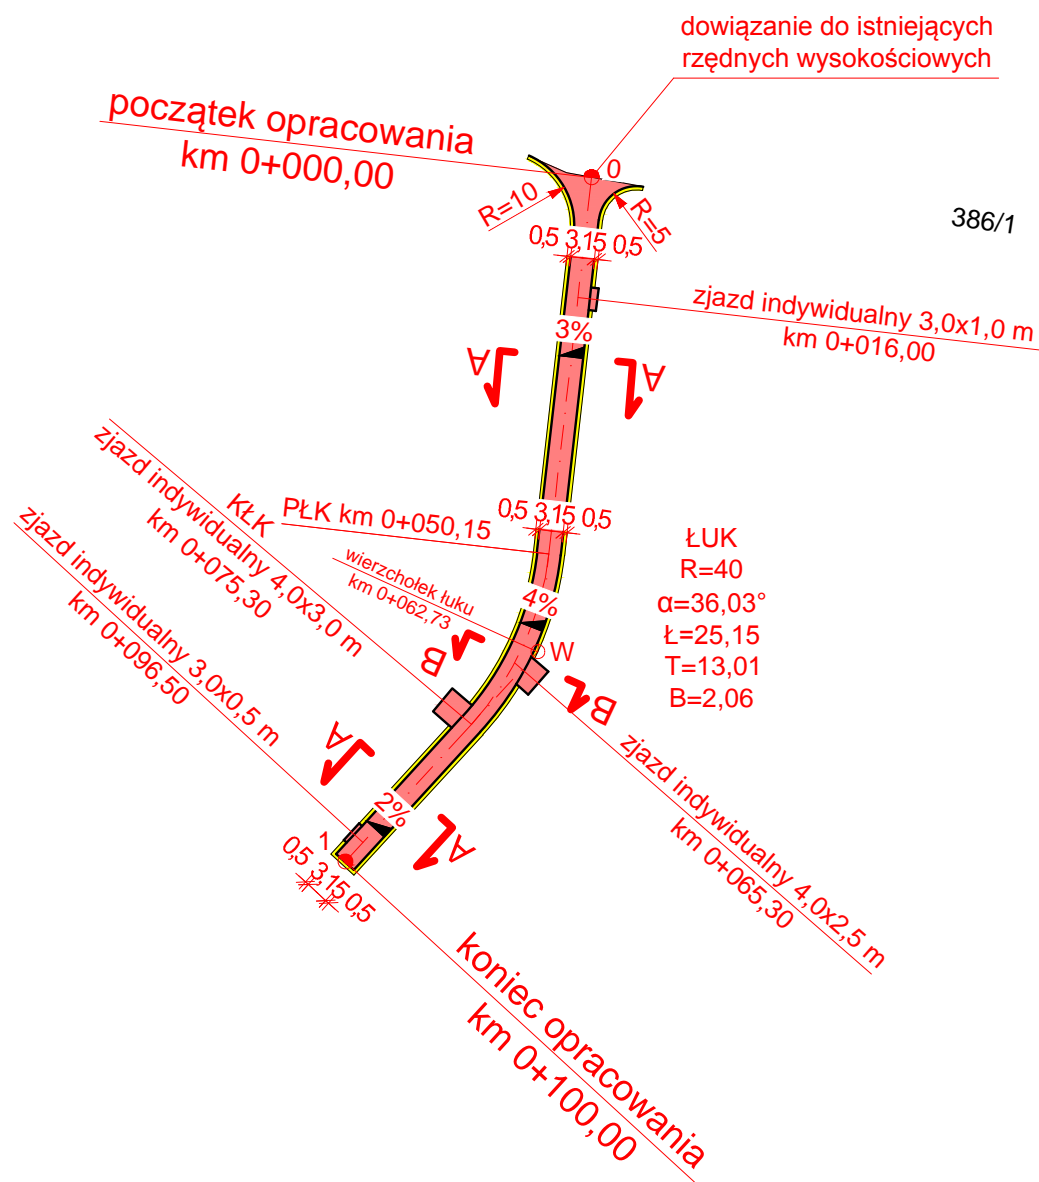 dowiązanie do istniejących
rzędnych wysokościowych
początek opracowania
km 0+000,00
0
R=10
R=5
386/1
0,5 3,15 0,5
zjazd indywidualny 3,0x1,0 m
km 0+016,00
3%
A
A
zjazd indywidualny 4,0x3,0 m
km 0+075,30
KŁK
PŁK km 0+050,15
0,5 3,15 0,5
wierzchołek łuku
km 0+062,73
ŁUK
R=40
α=36,03°
Ł=25,15
T=13,01
B=2,06
4%
W
B
B
zjazd indywidualny 3,0x0,5 m
km 0+096,50
zjazd indywidualny 4,0x2,5 m
km 0+065,30
A
A
2%
1
0,5 3,15 0,5
koniec opracowania
km 0+100,00